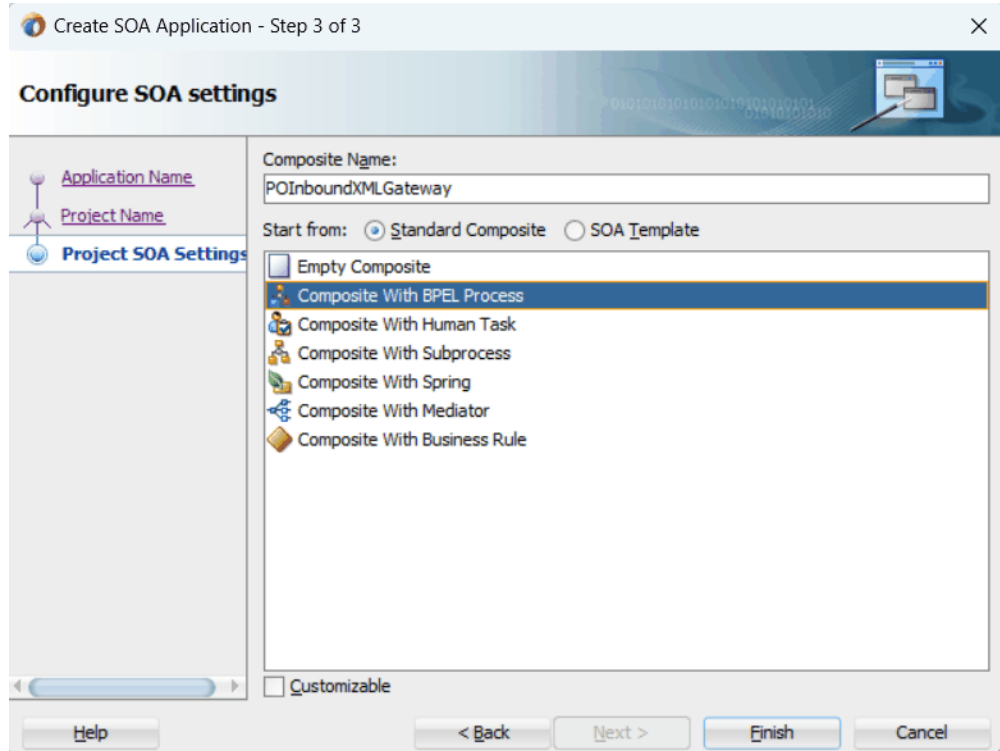 Create SOA Application - Step 3 of 3
Configure SOA settings
Application Name
Project Name
Project SOA Settings
Composite Name:
POInboundXMLGateway
Start from: Standard Composite SOA Template
Empty Composite
Composite With BPEL Process
Composite With Human Task
Composite With Subprocess
Composite With Spring
Composite With Mediator
Composite With Business Rule
Customizable
Help < Back Next > Finish Cancel